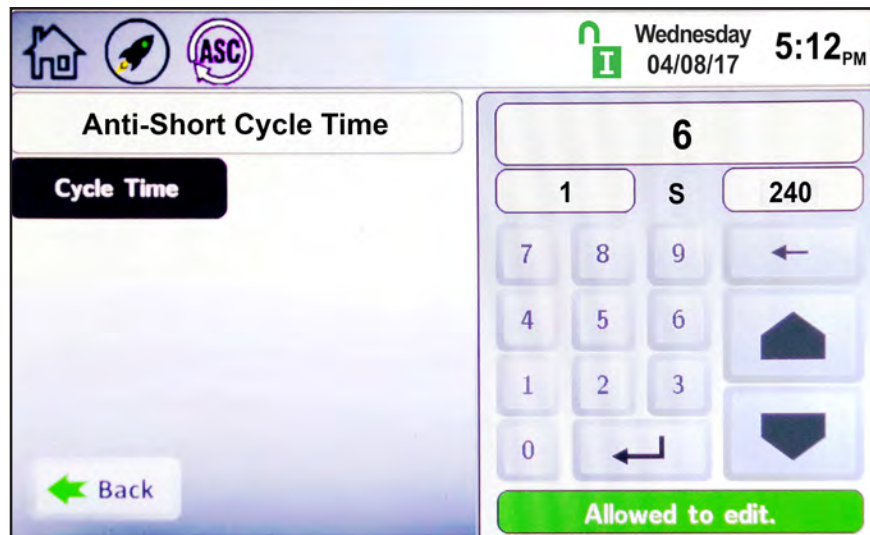 ASC
I
Wednesday
04/08/17
5:12PM
Anti-Short Cycle Time
6
Cycle Time
1 S 240
7 8 9
4 5 6
1 2 3
0
Back
Allowed to edit.